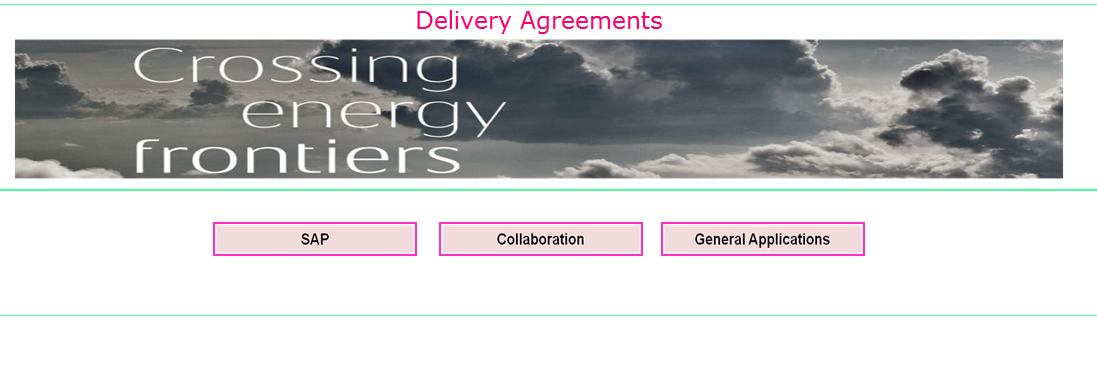 Delivery Agreements
Crossing
energy
frontiers
SAP
Collaboration
General Applications